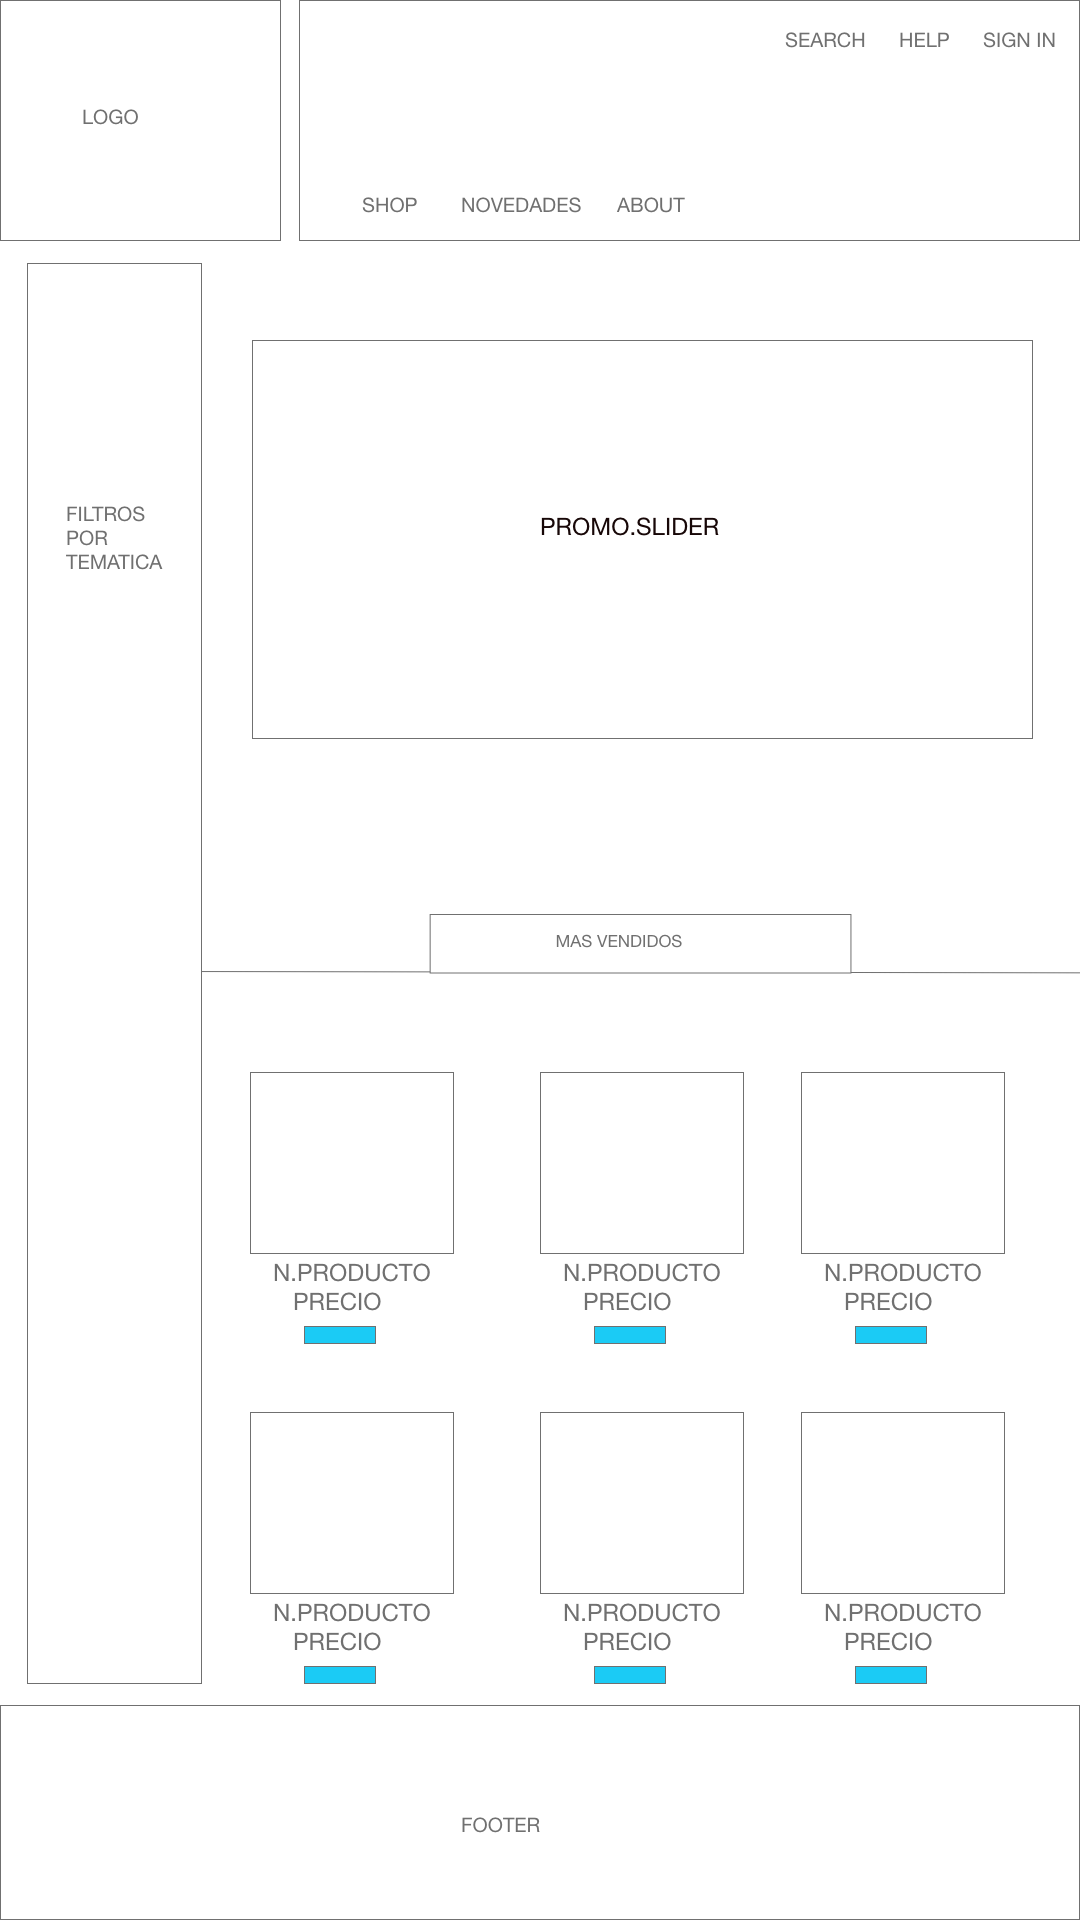 SEARCH HELP SIGN IN
LOGO
SHOP NOVEDADES ABOUT
FILTROS
POR
TEMATICA
PROMO.SLIDER
MAS VENDIDOS
N.PRODUCTO
PRECIO
N.PRODUCTO
PRECIO
N.PRODUCTO
PRECIO
N.PRODUCTO
PRECIO
N.PRODUCTO
PRECIO
N.PRODUCTO
PRECIO
FOOTER